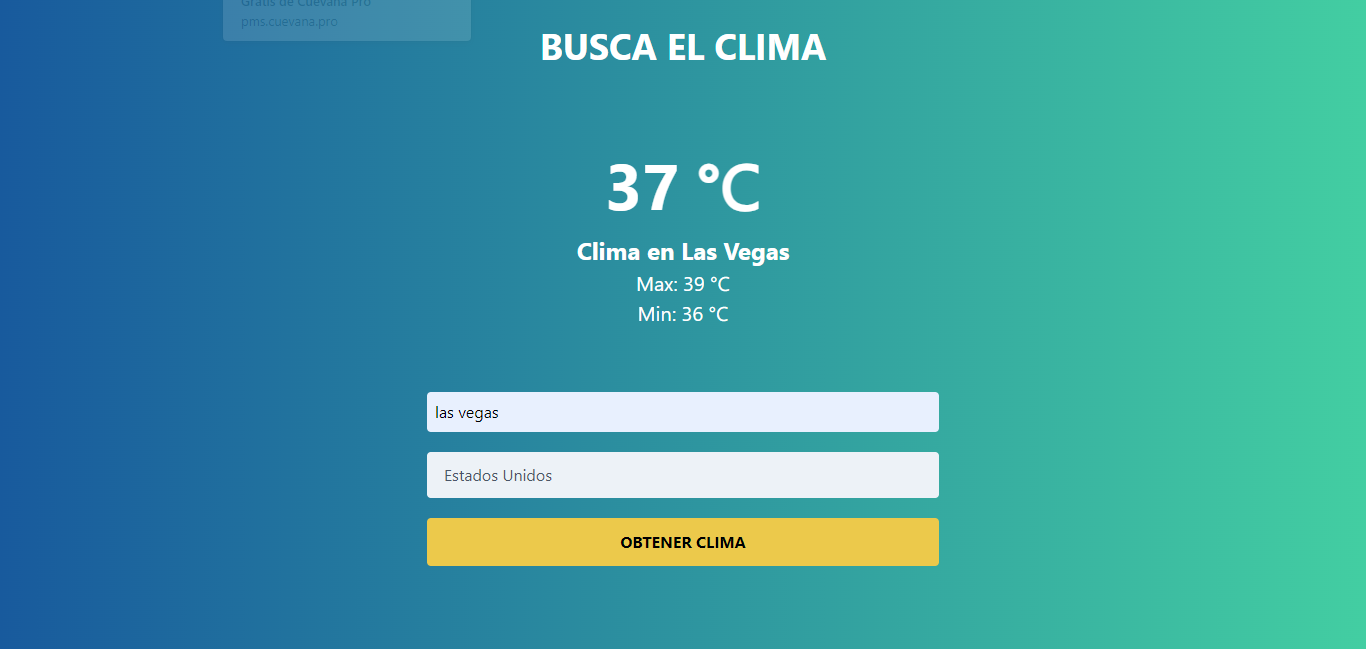 Gratis de Cuevana Pro
pms.cuevana.pro
BUSCA EL CLIMA
37 °C
Clima en Las Vegas
Max: 39 °C
Min: 36 °C
las vegas
Estados Unidos
OBTENER CLIMA